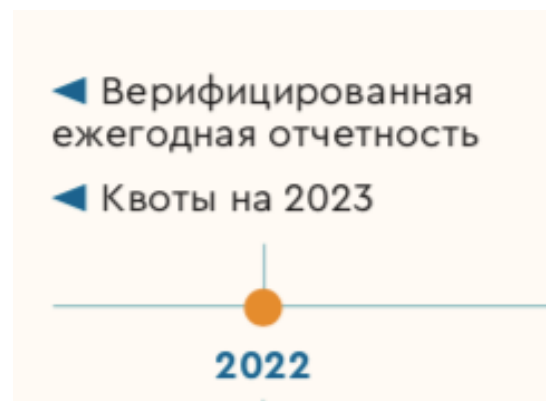 Верифицированная
ежегодная отчетность
Квоты на 2023
2022